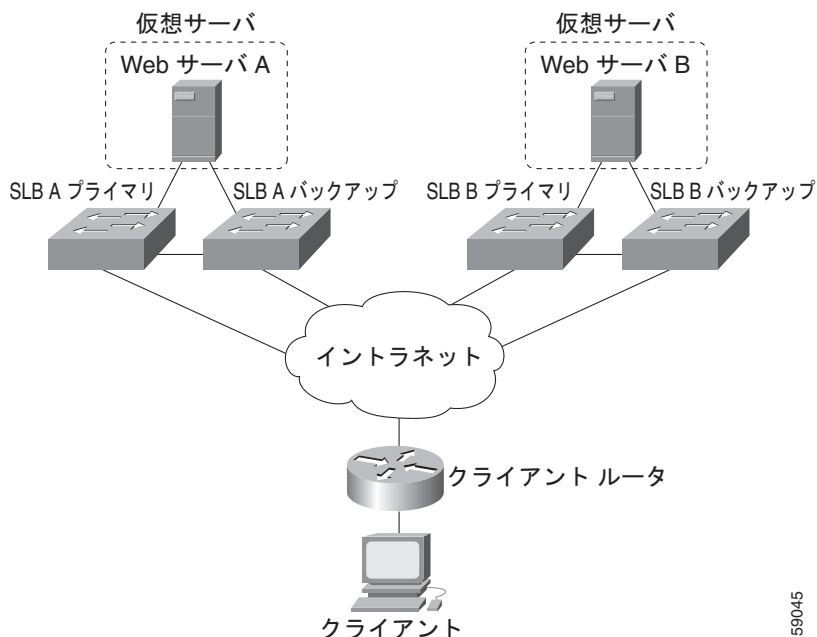 仮想サーバ
仮想サーバ
Web サーバ A
Web サーバ B
SLB A プライマリ
SLB A バックアップ
SLB B プライマリ
SLB B バックアップ
イントラネット
クライアント ルータ
クライアント
59045